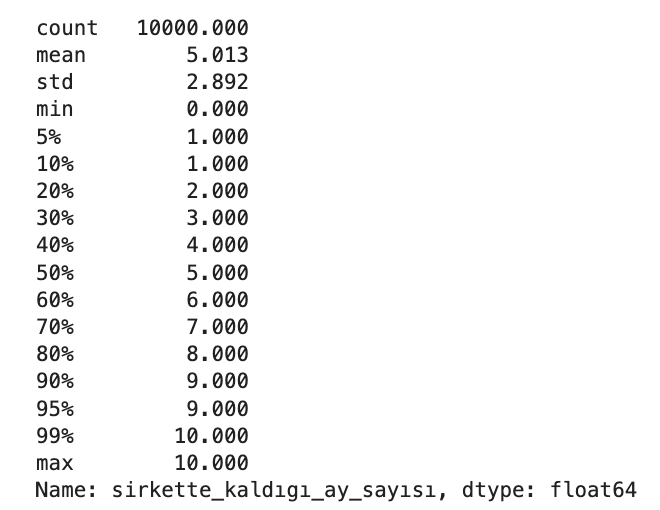 count   10000.000
mean        5.013
std         2.892
min         0.000
5%          1.000
10%         1.000
20%         2.000
30%         3.000
40%         4.000
50%         5.000
60%         6.000
70%         7.000
80%         8.000
90%         9.000
95%         9.000
99%        10.000
max        10.000
Name: sirkette_kaldıgı_ay_sayısı, dtype: float64